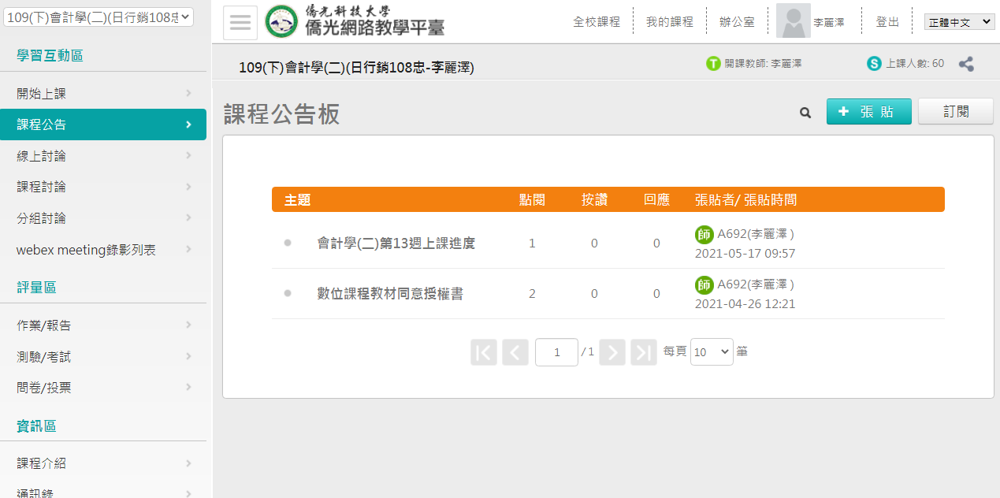 109(下)會計學(二)(日行銷108忠
學習互動區
開始上課
課程公告
線上討論
課程討論
分組討論
webex meeting錄影列表
評量區
作業/報告
測驗/考試
問卷/投票
資訊區
課程介紹
通訊錄
僑光科技大學
僑光網路教學平臺
全校課程
我的課程
辦公室
李麗澤
登出
正體中文
109(下)會計學(二)(日行銷108忠-李麗澤)
T 開課教師: 李麗澤
S 上課人數: 60
課程公告板
+ 張 貼
訂閱
主題 點閱 按讚 回應 張貼者/ 張貼時間
會計學(二)第13週上課進度 1 0 0 師 A692(李麗澤 )
2021-05-17 09:57
數位課程教材同意授權書 2 0 0 師 A692(李麗澤 )
2021-04-26 12:21
1 / 1 每頁 10 筆